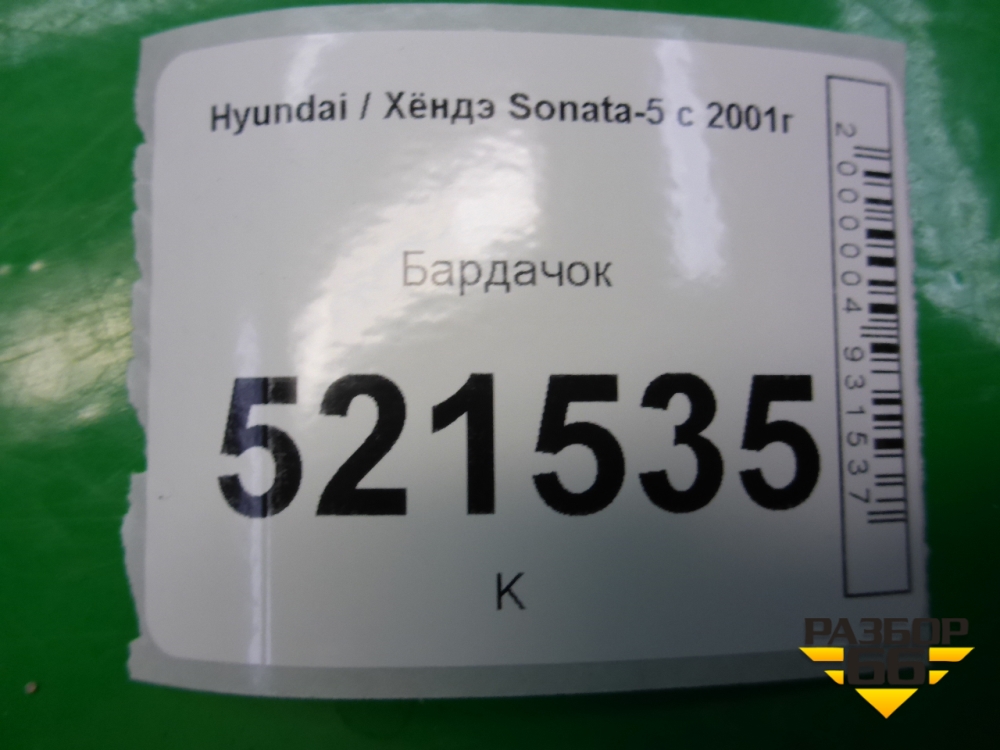 Hyundai / Хёндэ Sonata-5 с 2001г
Бардачок
521535
К
2000004931537
РАЗБОР
66